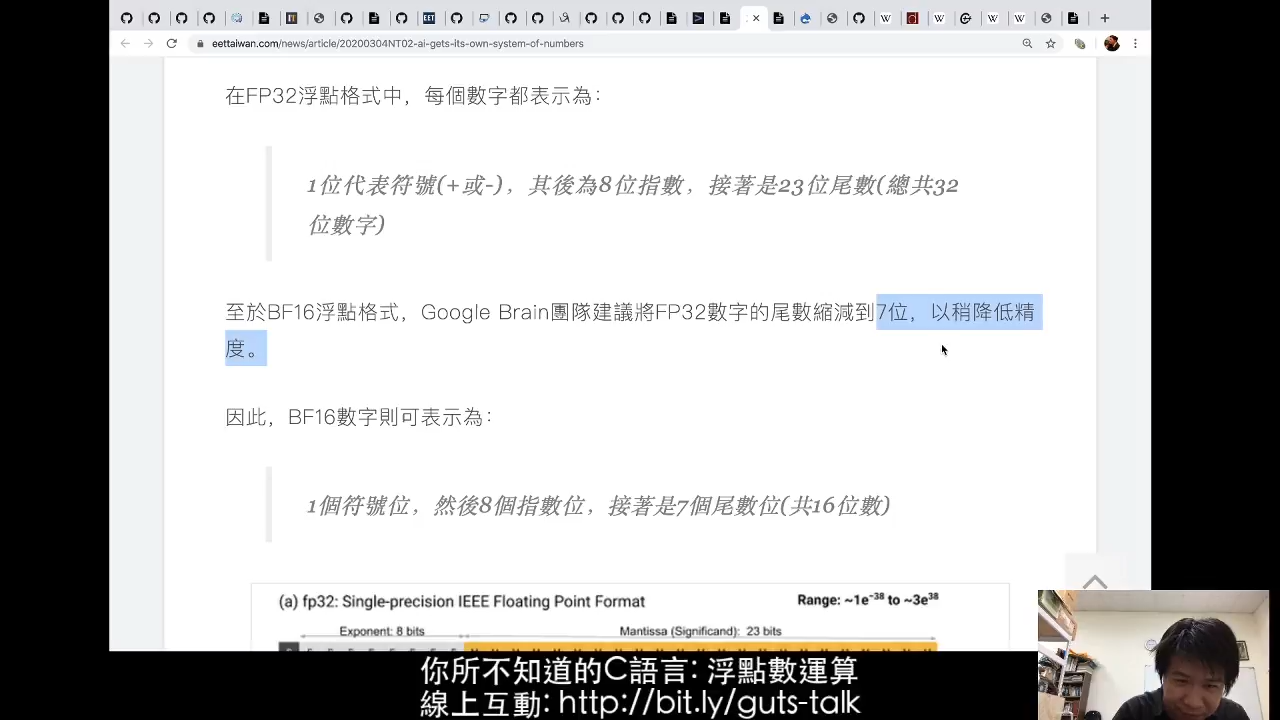 eettaiwan.com/news/article/20200304NT02-ai-gets-its-own-system-of-numbers
在FP32浮點格式中，每個數字都表示為：
1位代表符號(+或-)，其後為8位指數，接著是23位尾數(總共32
位數字)
至於BF16浮點格式，Google Brain團隊建議將FP32數字的尾數縮減到7位，以稍降低精
度。
因此，BF16數字則可表示為：
1個符號位，然後8個指數位，接著是7個尾數位(共16位數)
(a) fp32: Single-precision IEEE Floating Point Format
Range: ~1e⁻³⁸ to ~3e³⁸
Exponent: 8 bits
Mantissa (Significand): 23 bits
你所不知道的C語言: 浮點數運算
線上互動: http://bit.ly/guts-talk